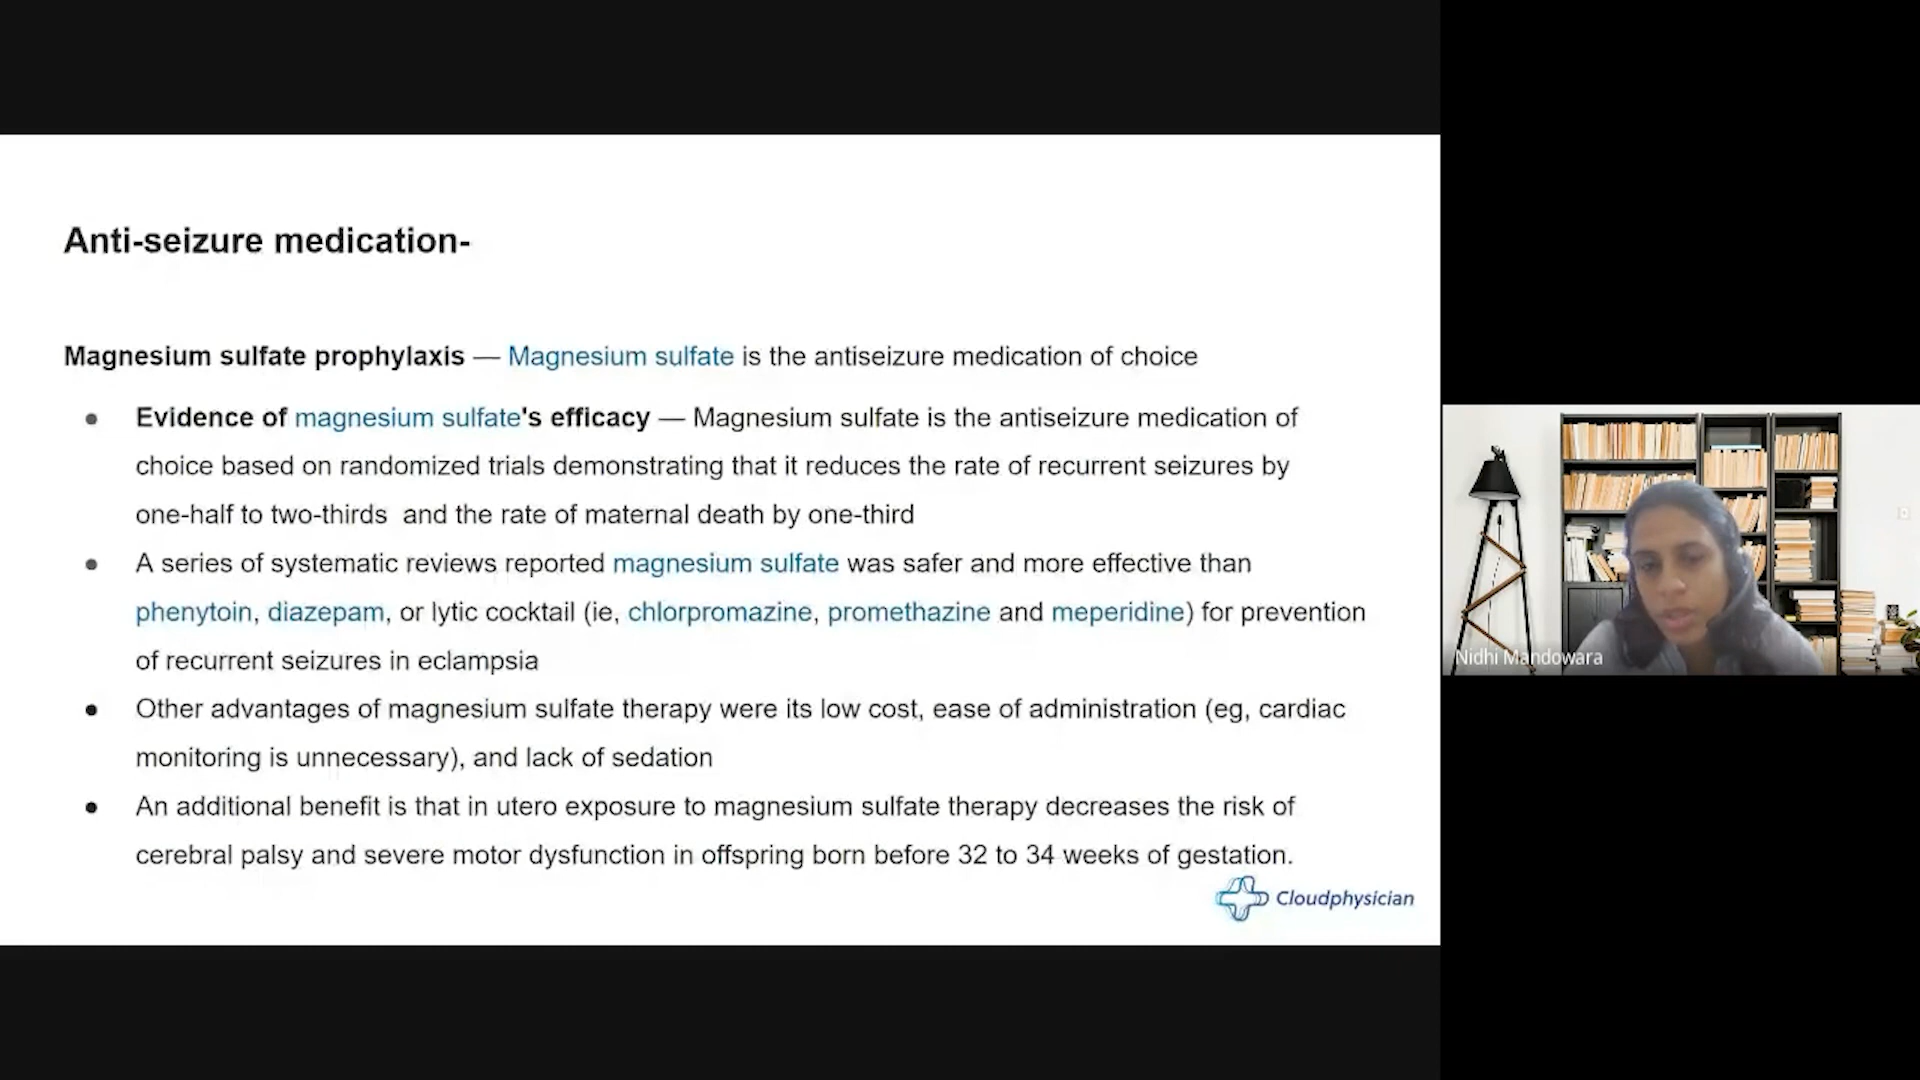 Anti-seizure medication-
Magnesium sulfate prophylaxis — Magnesium sulfate is the antiseizure medication of choice
● Evidence of magnesium sulfate's efficacy — Magnesium sulfate is the antiseizure medication of
choice based on randomized trials demonstrating that it reduces the rate of recurrent seizures by
one-half to two-thirds and the rate of maternal death by one-third
● A series of systematic reviews reported magnesium sulfate was safer and more effective than
phenytoin, diazepam, or lytic cocktail (ie, chlorpromazine, promethazine and meperidine) for prevention
of recurrent seizures in eclampsia
● Other advantages of magnesium sulfate therapy were its low cost, ease of administration (eg, cardiac
monitoring is unnecessary), and lack of sedation
● An additional benefit is that in utero exposure to magnesium sulfate therapy decreases the risk of
cerebral palsy and severe motor dysfunction in offspring born before 32 to 34 weeks of gestation.
Cloudphysician
Nidhi Mandowara